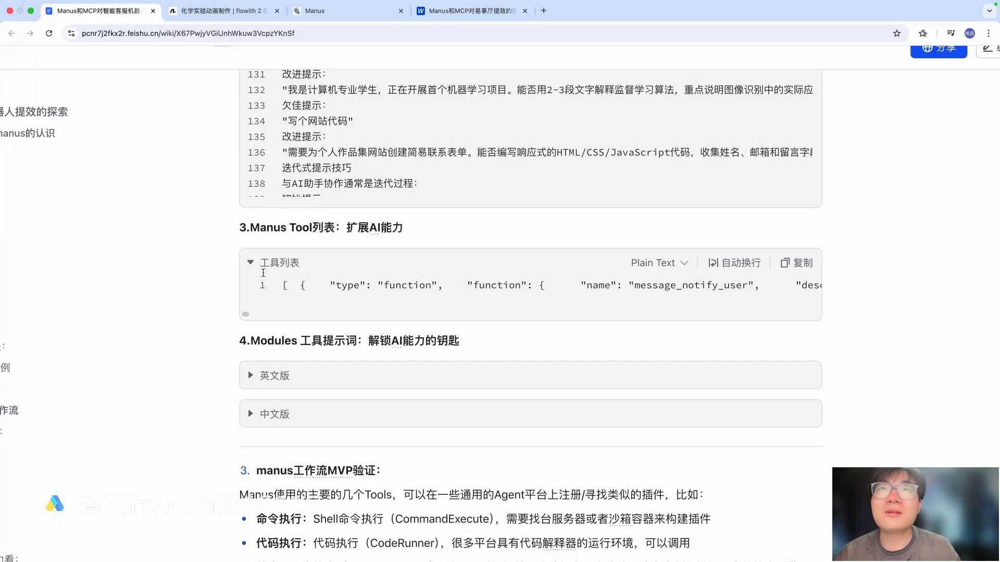 Manus和MCP对智能客服机器人
化学实验动画制作 | flowith 2.0
Manus
Manus和MCP对易事厅提效的
pcnr7j2fkx2r.feishu.cn/wiki/X67PwjyVGiUnhWkuw3VcpzYKnSf
皓辰
分享
131 改进提示：
132 "我是计算机专业学生，正在开展首个机器学习项目。能否用2-3段文字解释监督学习算法，重点说明图像识别中的实际应
器人提效的探索
133 欠佳提示：
134 "写个网站代码"
manus的认识
135 改进提示：
136 "需要为个人作品集网站创建简易联系表单。能否编写响应式的HTML/CSS/JavaScript代码，收集姓名、邮箱和留言字段
137 迭代式提示技巧
138 与AI助手协作通常是迭代过程：
3.Manus Tool列表：扩展AI能力
工具列表
Plain Text
自动换行
复制
1 [ { "type": "function", "function": { "name": "message_notify_user", "desc
4.Modules 工具提示词：解锁AI能力的钥匙
：
例
英文版
作流
中文版
：
3. manus工作流MVP验证：
Manus使用的主要的几个Tools，可以在一些通用的Agent平台上注册/寻找类似的插件，比如：
命令执行：Shell命令执行（CommandExecute），需要找台服务器或者沙箱容器来构建插件
代码执行：代码执行（CodeRunner），很多平台具有代码解释器的运行环境，可以调用
看：